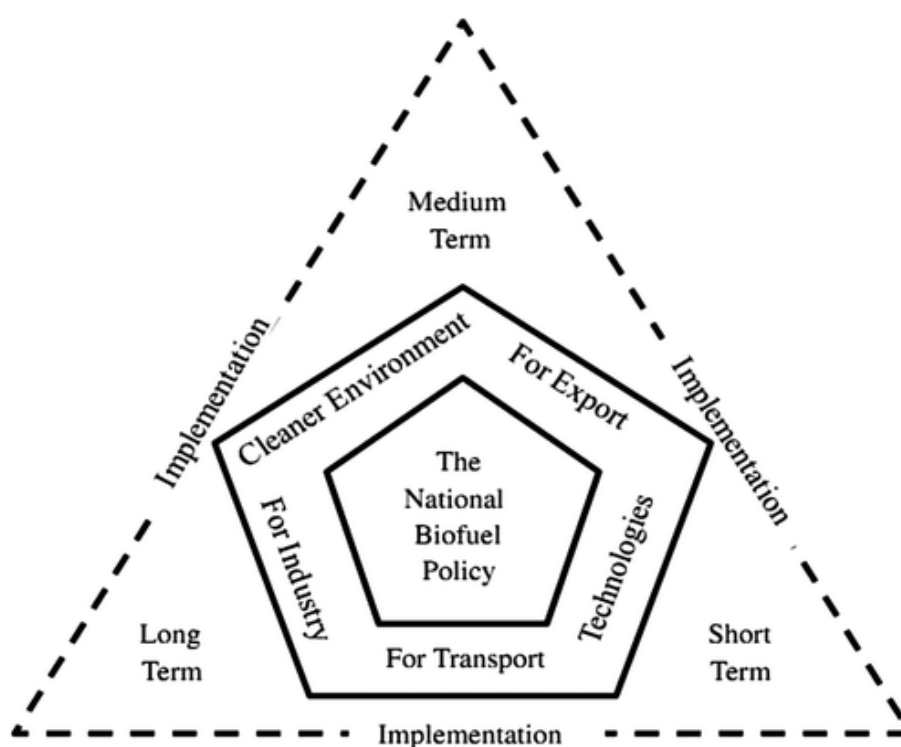 Medium
Term
Implementation
Cleaner Environment
For Export
Implementation
The
National
Biofuel
Policy
For Industry
Technologies
For Transport
Long
Term
Short
Term
Implementation